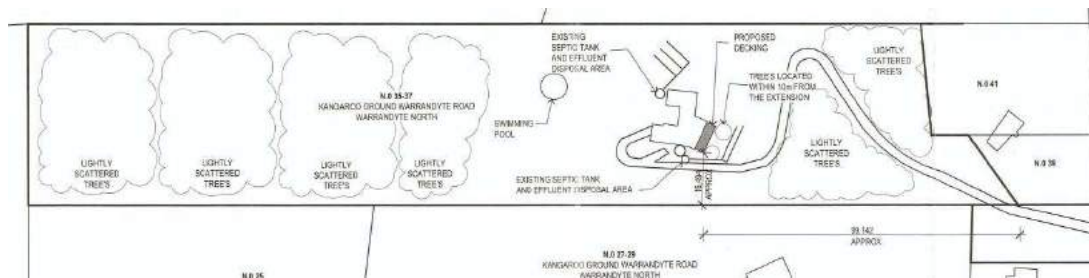 EXISTING
SEPTIC TANK
AND EFFLUENT
DISPOSAL AREA
PROPOSED
DECKING
LIGHTLY
SCATTERED
TREE'S
TREE'S LOCATED
WITHIN 10m FROM
THE EXTENSION
N.0 41
N.0 35-37
KANGAROO GROUND WARRANDYTE ROAD
WARRANDYTE NORTH
SWIMMING
POOL
LIGHTLY
SCATTERED
TREE'S
LIGHTLY
SCATTERED
TREE'S
LIGHTLY
SCATTERED
TREE'S
LIGHTLY
SCATTERED
TREE'S
LIGHTLY
SCATTERED
TREE'S
N.0 39
EXISTING SEPTIC TANK
AND EFFLUENT DISPOSAL AREA
APPROX
99,142
APPROX
N.0 27-29
KANGAROO GROUND WARRANDYTE ROAD
WARRANDYTE NORTH
N.0 25